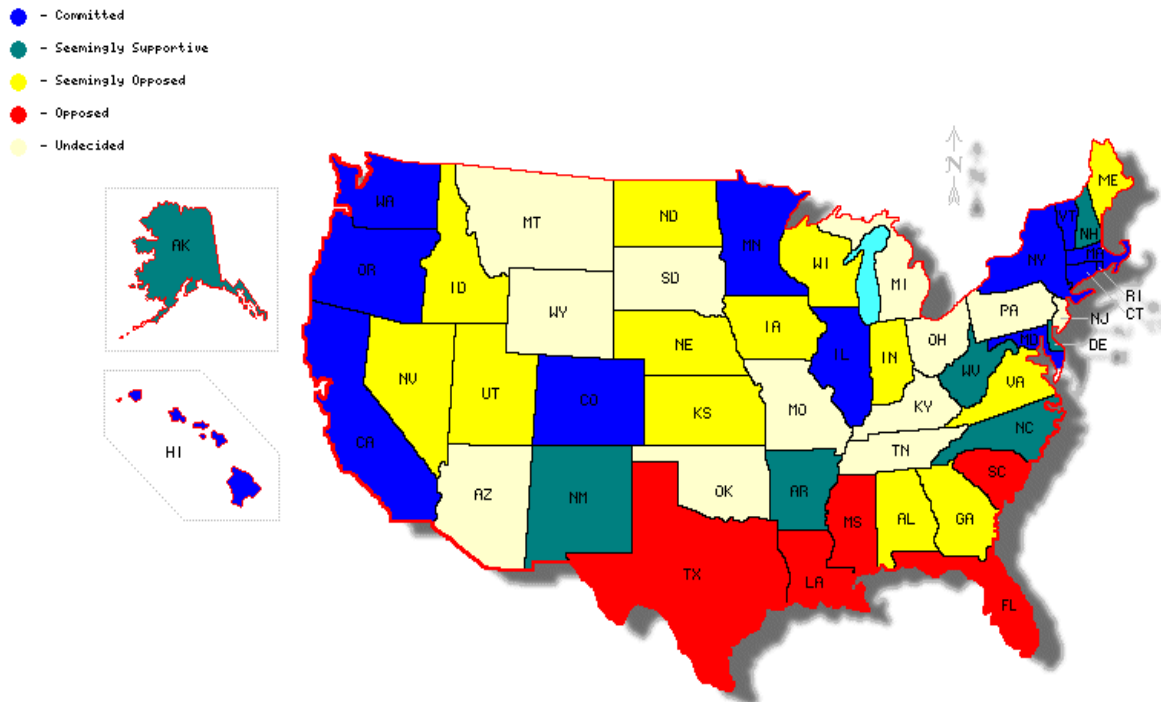 - Committed
- Seemingly Supportive
- Seemingly Opposed
- Opposed
- Undecided
N
ME
WA
MT
ND
MN
VT
NH
AK
OR
ID
SD
WI
MI
NY
MA
RI
CT
WY
IA
PA
NJ
NE
OH
MD
DE
NV
UT
CO
IL
IN
WV
VA
KS
MO
KY
HI
CA
TN
NC
AZ
NM
OK
AR
SC
MS
AL
GA
TX
LA
FL